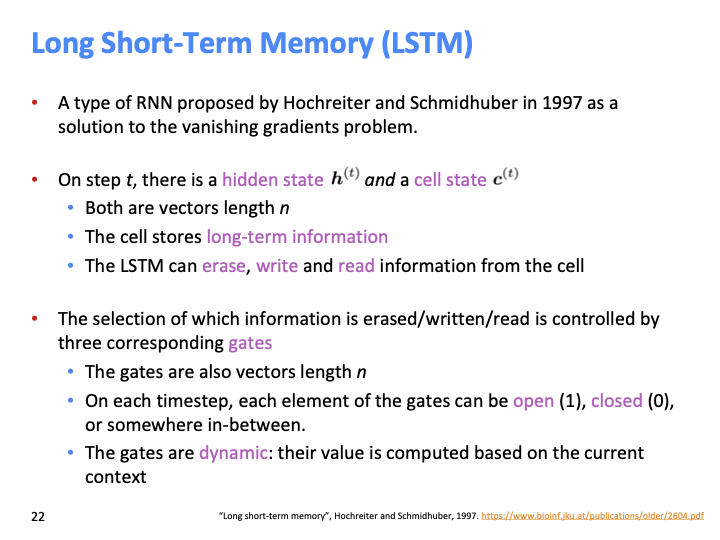 Long Short-Term Memory (LSTM)
• A type of RNN proposed by Hochreiter and Schmidhuber in 1997 as a
solution to the vanishing gradients problem.
• On step t, there is a hidden state h^(t) and a cell state c^(t)
• Both are vectors length n
• The cell stores long-term information
• The LSTM can erase, write and read information from the cell
• The selection of which information is erased/written/read is controlled by
three corresponding gates
• The gates are also vectors length n
• On each timestep, each element of the gates can be open (1), closed (0),
or somewhere in-between.
• The gates are dynamic: their value is computed based on the current
context
22
“Long short-term memory”, Hochreiter and Schmidhuber, 1997. https://www.bioinf.jku.at/publications/older/2604.pdf